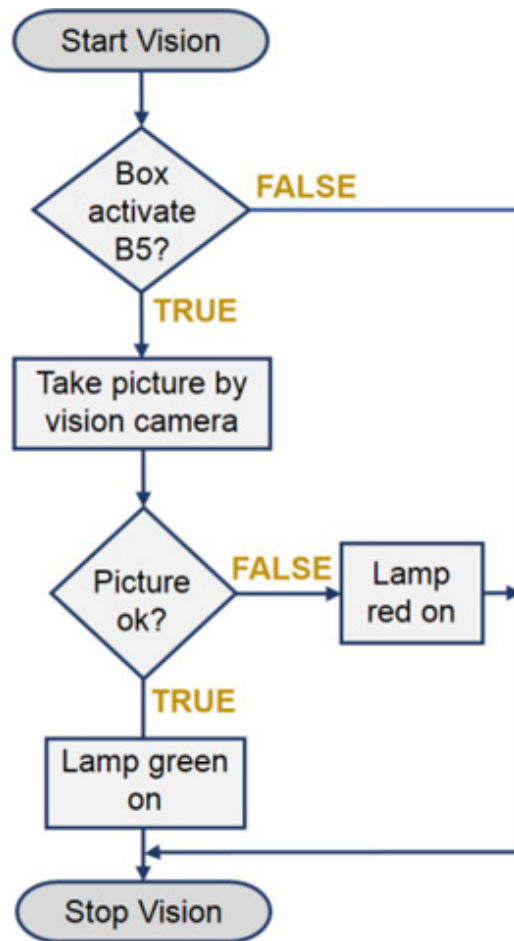 Start Vision
Box
activate
B5?
FALSE
TRUE
Take picture by
vision camera
Picture
ok?
FALSE
Lamp
red on
TRUE
Lamp green
on
Stop Vision